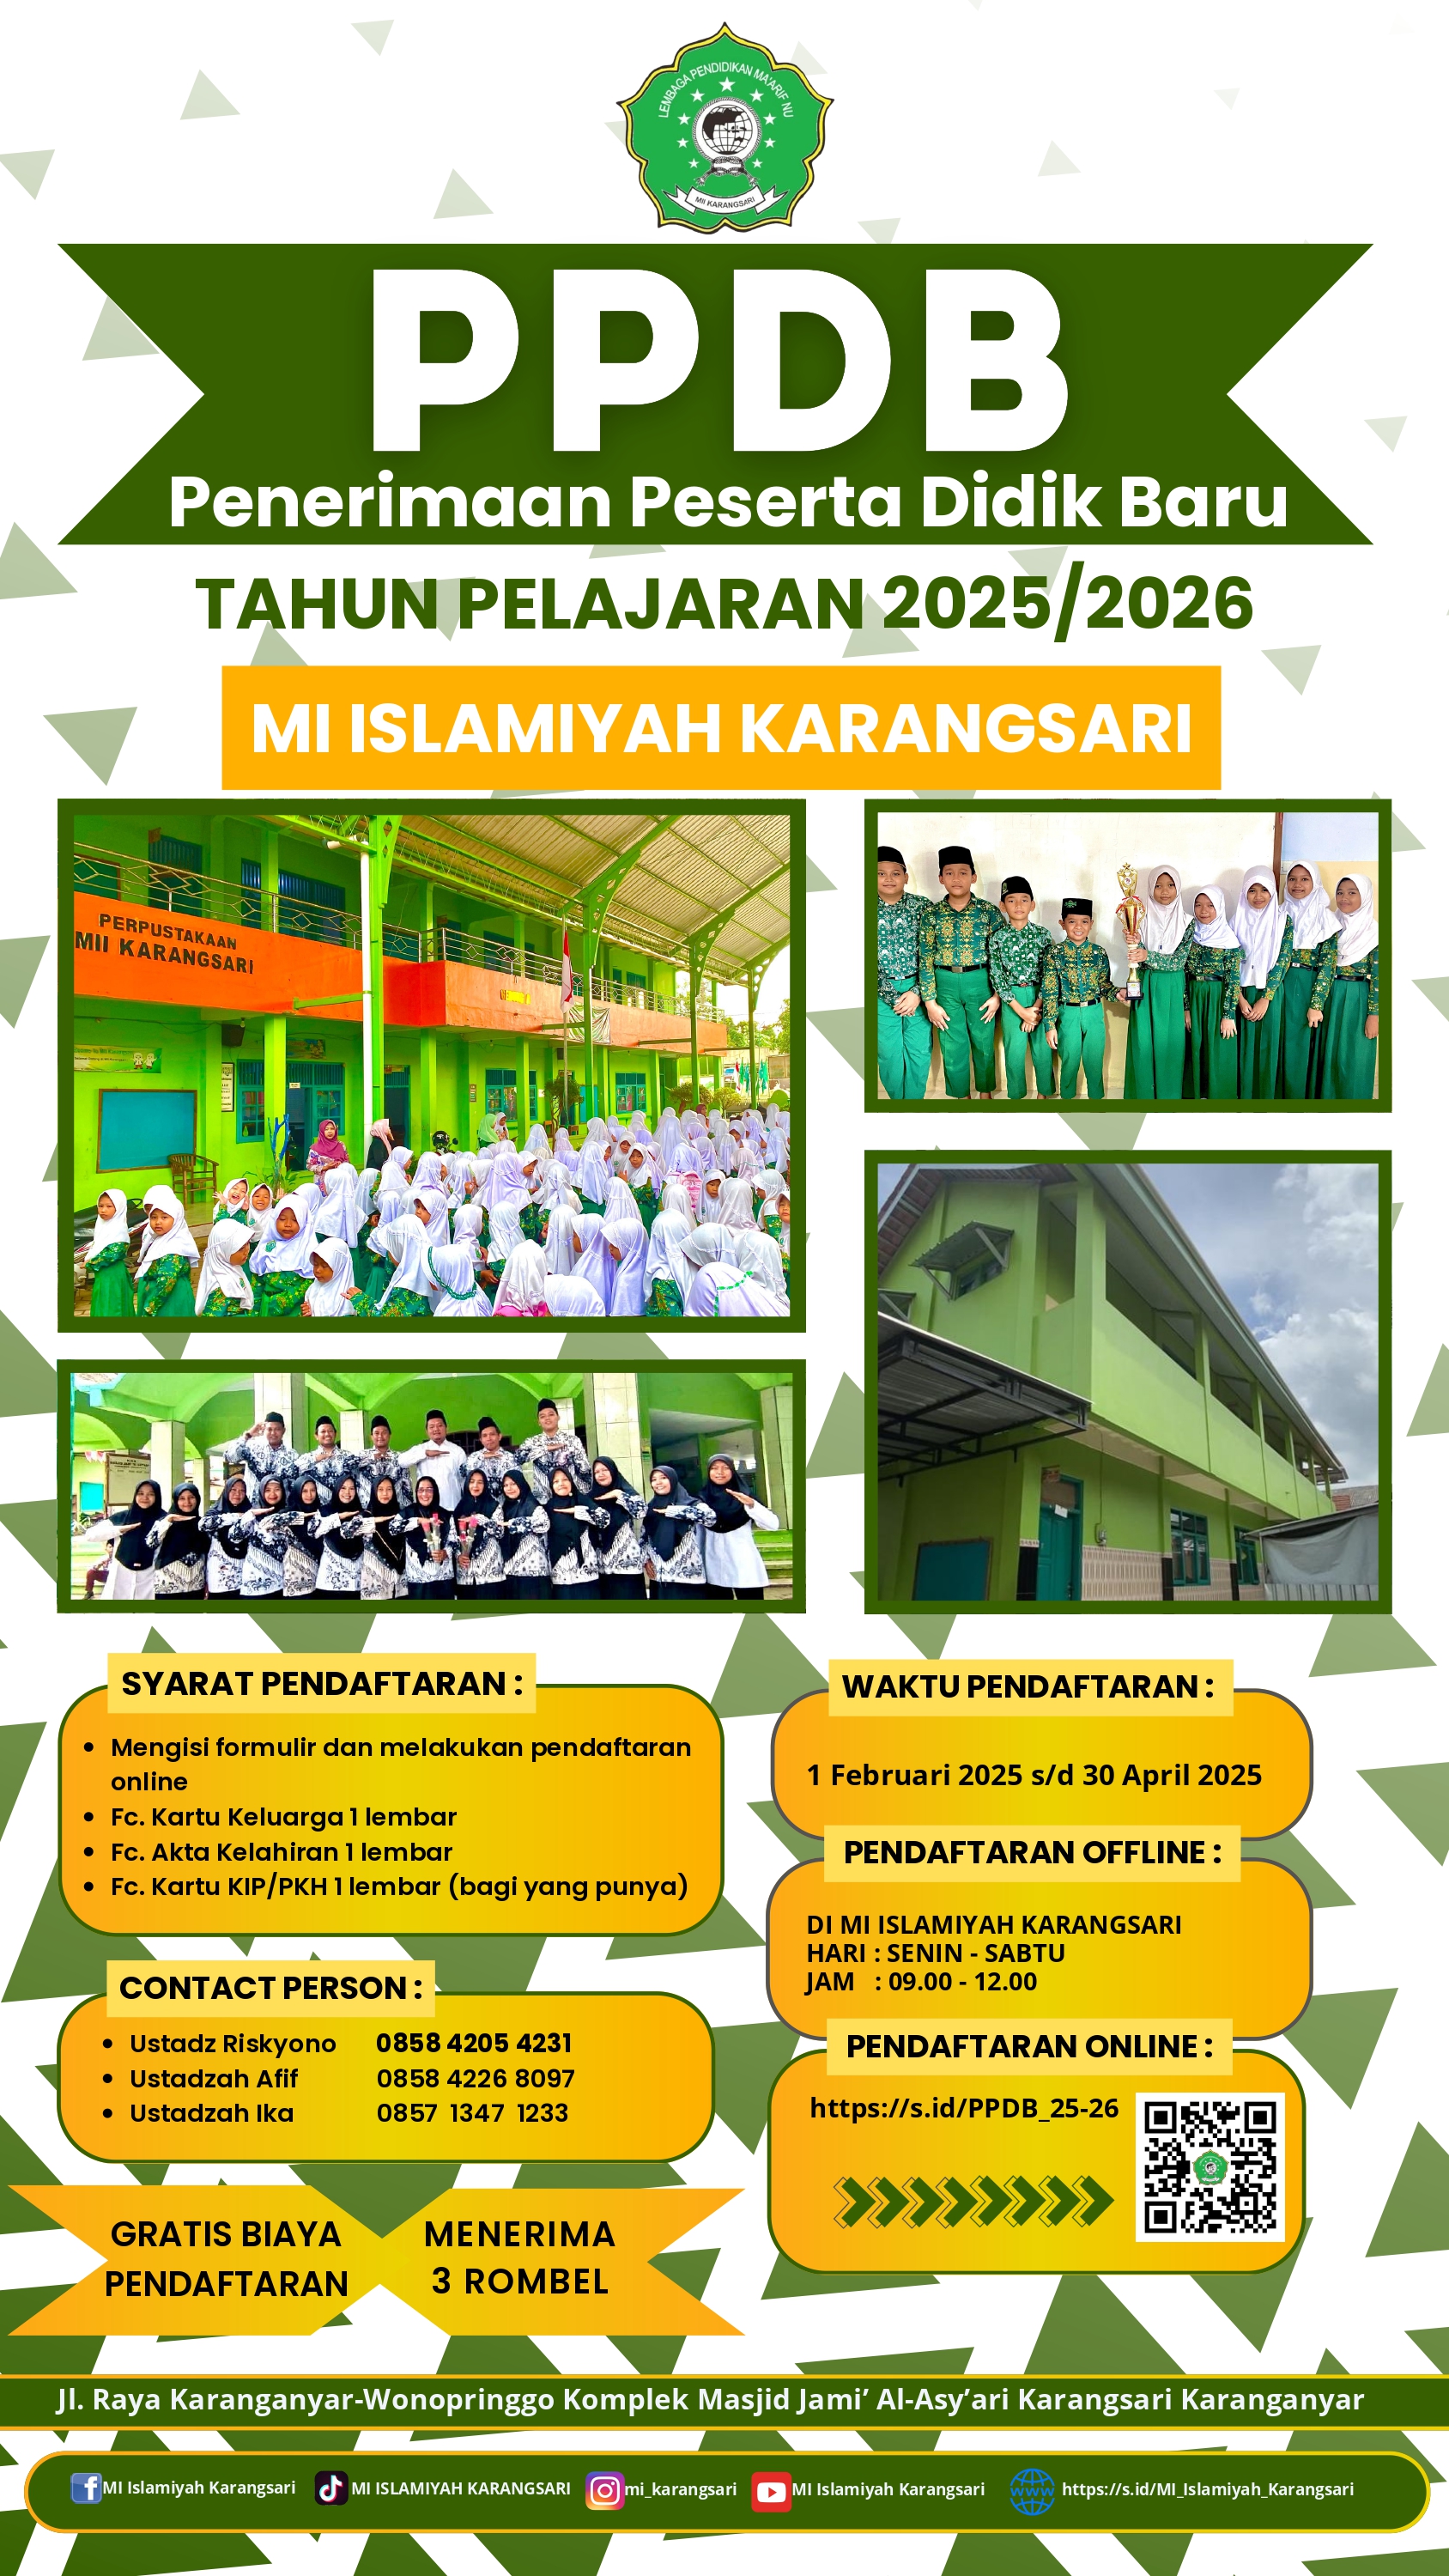 LEMBAGA PENDIDIKAN MA'ARIF NU
MII KARANGSARI
PPDB
Penerimaan Peserta Didik Baru
TAHUN PELAJARAN 2025/2026
MI ISLAMIYAH KARANGSARI
PERPUSTAKAAN
MII KARANGSARI
SYARAT PENDAFTARAN :
• Mengisi formulir dan melakukan pendaftaran
online
• Fc. Kartu Keluarga 1 lembar
• Fc. Akta Kelahiran 1 lembar
• Fc. Kartu KIP/PKH 1 lembar (bagi yang punya)
CONTACT PERSON :
• Ustadz Riskyono 0858 4205 4231
• Ustadzah Afif 0858 4226 8097
• Ustadzah Ika 0857 1347 1233
GRATIS BIAYA
PENDAFTARAN
MENERIMA
3 ROMBEL
WAKTU PENDAFTARAN :
1 Februari 2025 s/d 30 April 2025
PENDAFTARAN OFFLINE :
DI MI ISLAMIYAH KARANGSARI
HARI : SENIN - SABTU
JAM : 09.00 - 12.00
PENDAFTARAN ONLINE :
https://s.id/PPDB_25-26
Jl. Raya Karanganyar-Wonopringgo Komplek Masjid Jami’ Al-Asy’ari Karangsari Karanganyar
MI Islamiyah Karangsari
MI ISLAMIYAH KARANGSARI
mi_karangsari
MI Islamiyah Karangsari
WWW
https://s.id/MI_Islamiyah_Karangsari